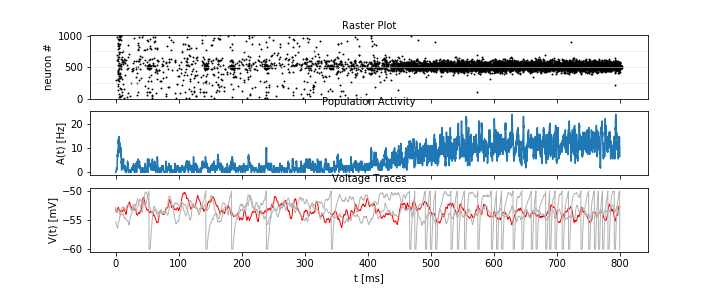 Raster Plot
1000
500
0
neuron #
Population Activity
20
10
0
A(t) [Hz]
Voltage Traces
−50
−55
−60
V(t) [mV]
0 100 200 300 400 500 600 700 800
t [ms]